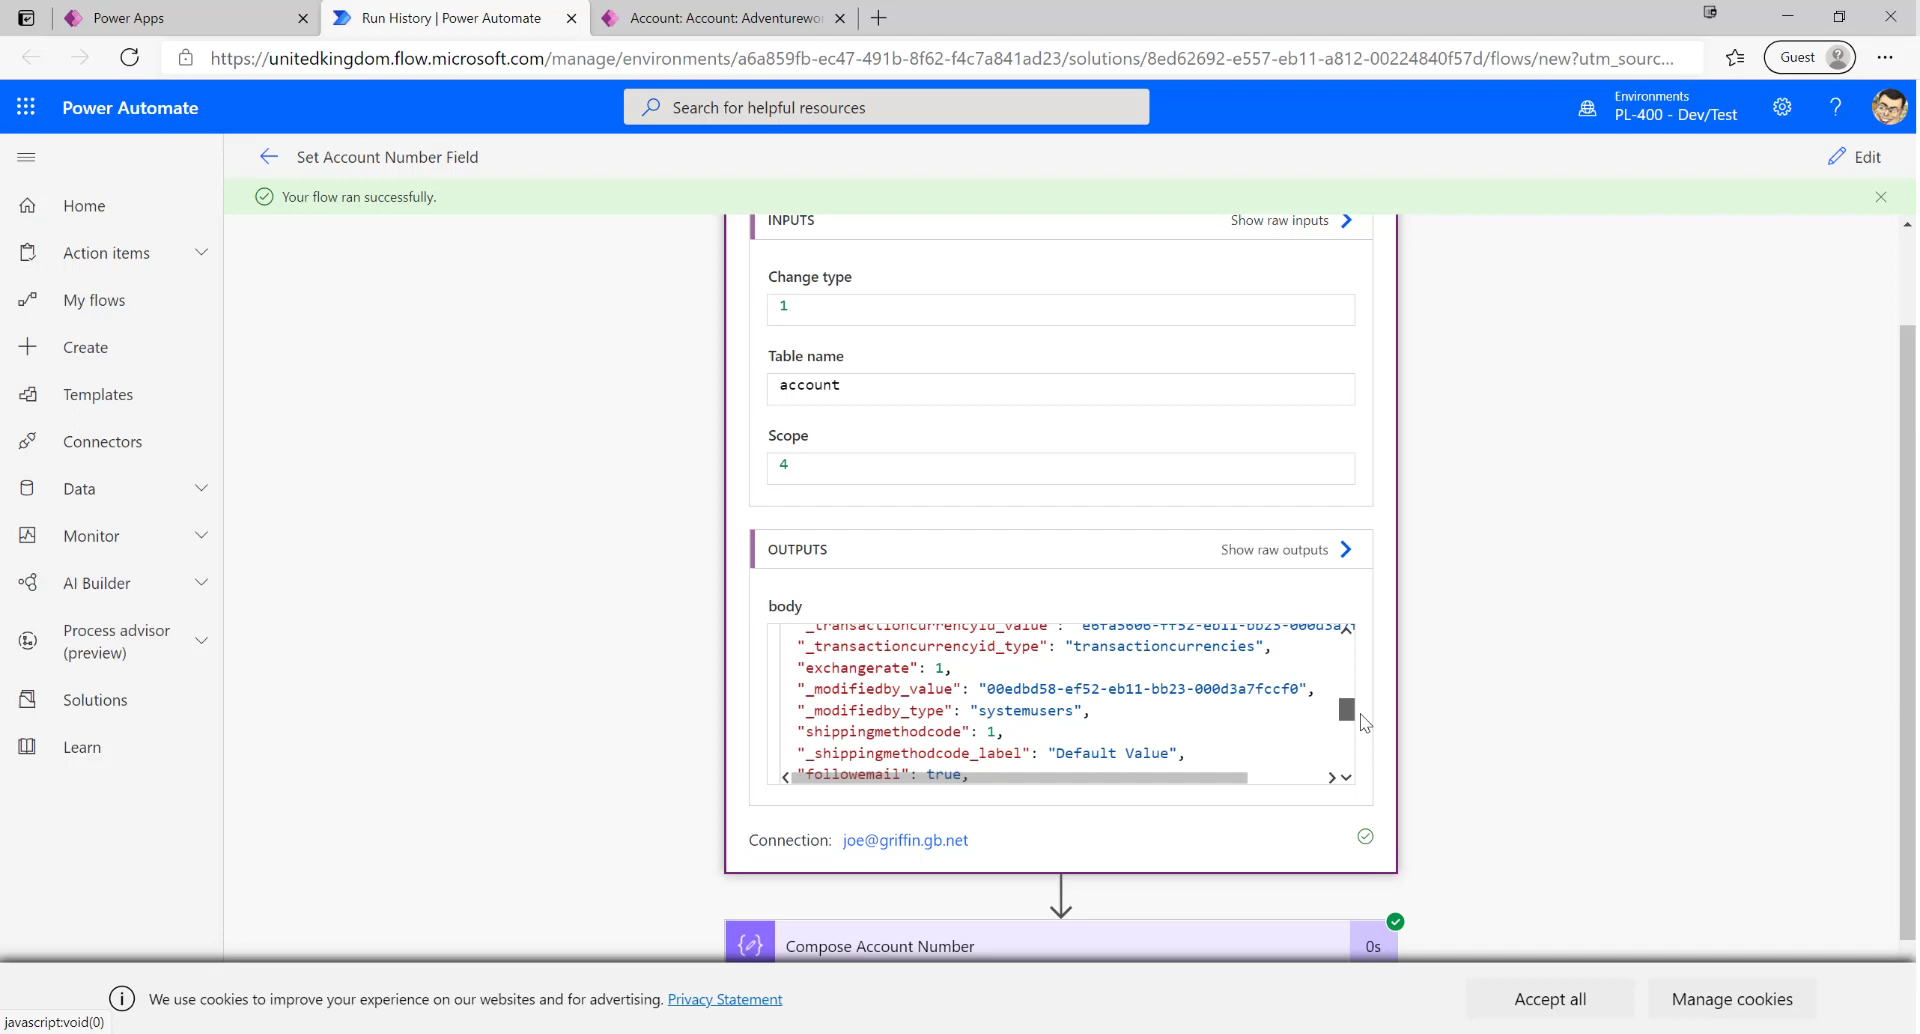 Power Apps
Run History | Power Automate
Account: Account: Adventurewo
https://unitedkingdom.flow.microsoft.com/manage/environments/a6a859fb-ec47-491b-8f62-f4c7a841ad23/solutions/8ed62692-e557-eb11-a812-00224840f57d/flows/new?utm_sourc...
Guest
Power Automate
Search for helpful resources
Environments
PL-400 - Dev/Test
Set Account Number Field
Edit
Your flow ran successfully.
Home
Action items
My flows
Create
Templates
Connectors
Data
Monitor
AI Builder
Process advisor
(preview)
Solutions
Learn
INPUTS
Show raw inputs
Change type
1
Table name
account
Scope
4
OUTPUTS
Show raw outputs
body
"_transactioncurrencyid_value": "e6fa5606-ff52-eb11-bb23-000d3a7f
"_transactioncurrencyid_type": "transactioncurrencies",
"exchangerate": 1,
"_modifiedby_value": "00edbd58-ef52-eb11-bb23-000d3a7fccf0",
"_modifiedby_type": "systemusers",
"shippingmethodcode": 1,
"_shippingmethodcode_label": "Default Value",
"followemail": true,
Connection: joe@griffin.gb.net
Compose Account Number
0s
We use cookies to improve your experience on our websites and for advertising. Privacy Statement
Accept all
Manage cookies
javascript:void(0)